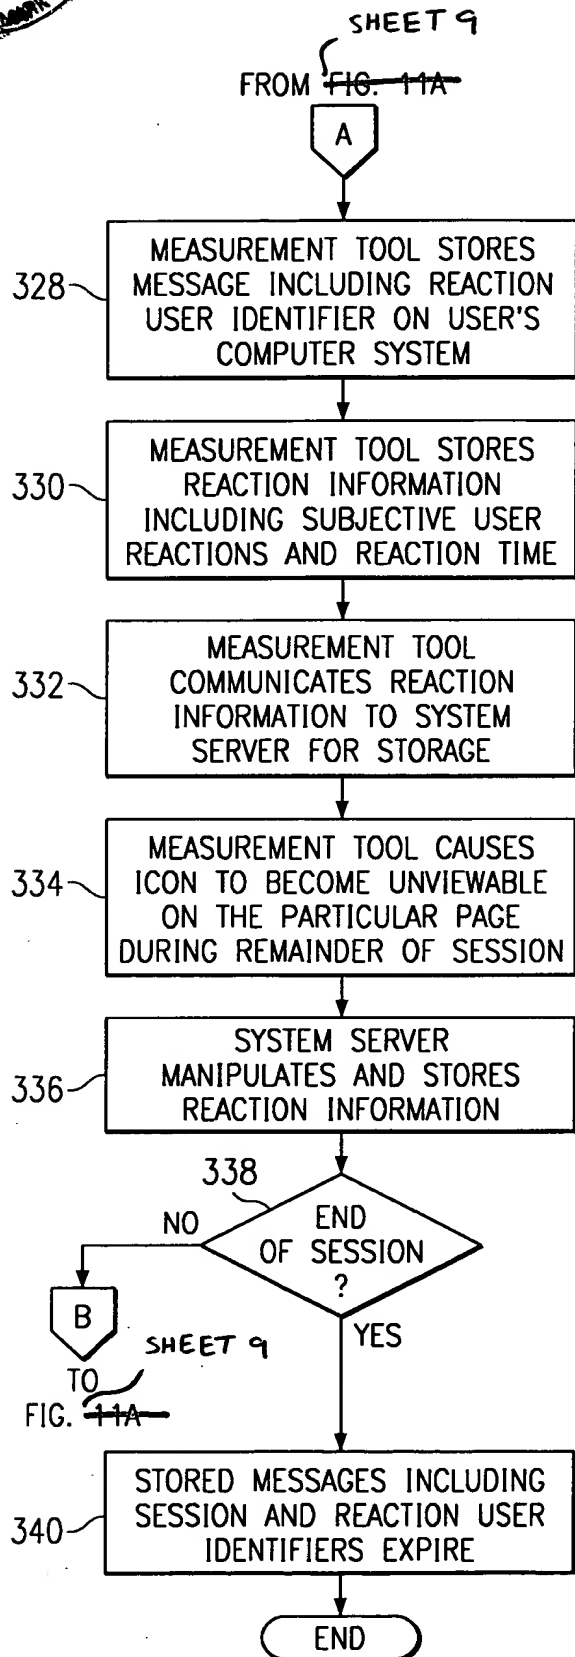 SHEET 9
FROM FIG. 11A
A
328
MEASUREMENT TOOL STORES
MESSAGE INCLUDING REACTION
USER IDENTIFIER ON USER'S
COMPUTER SYSTEM
330
MEASUREMENT TOOL STORES
REACTION INFORMATION
INCLUDING SUBJECTIVE USER
REACTIONS AND REACTION TIME
332
MEASUREMENT TOOL
COMMUNICATES REACTION
INFORMATION TO SYSTEM
SERVER FOR STORAGE
334
MEASUREMENT TOOL CAUSES
ICON TO BECOME UNVIEWABLE
ON THE PARTICULAR PAGE
DURING REMAINDER OF SESSION
336
SYSTEM SERVER
MANIPULATES AND STORES
REACTION INFORMATION
338
END
OF SESSION
?
NO
YES
B
SHEET 9
TO
FIG. 11A
340
STORED MESSAGES INCLUDING
SESSION AND REACTION USER
IDENTIFIERS EXPIRE
END